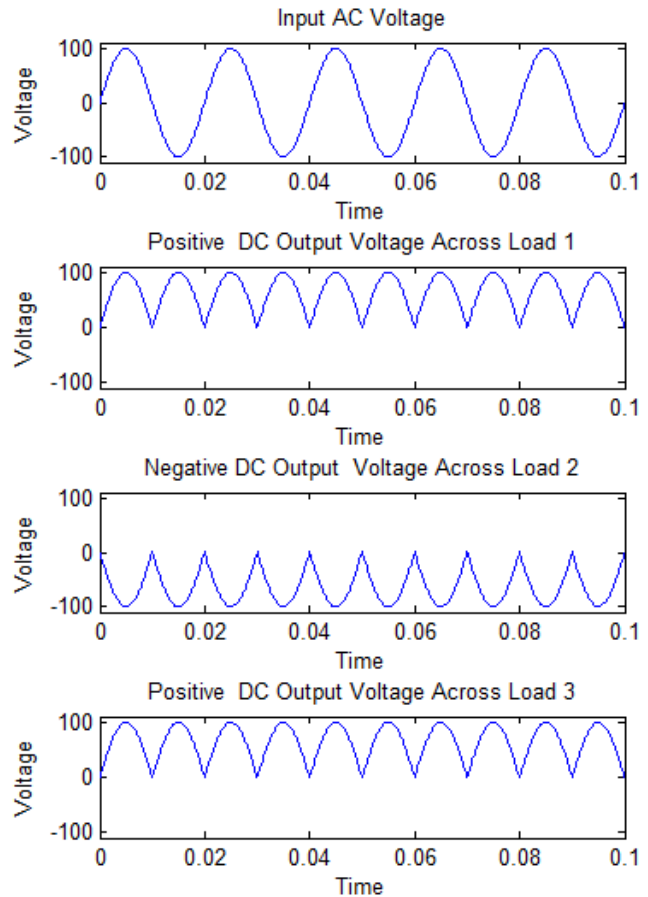 Input AC Voltage
100
0
-100
Voltage
0 0.02 0.04 0.06 0.08 0.1
Time
Positive DC Output Voltage Across Load 1
100
0
-100
Voltage
0 0.02 0.04 0.06 0.08 0.1
Time
Negative DC Output Voltage Across Load 2
100
0
-100
Voltage
0 0.02 0.04 0.06 0.08 0.1
Time
Positive DC Output Voltage Across Load 3
100
0
-100
Voltage
0 0.02 0.04 0.06 0.08 0.1
Time